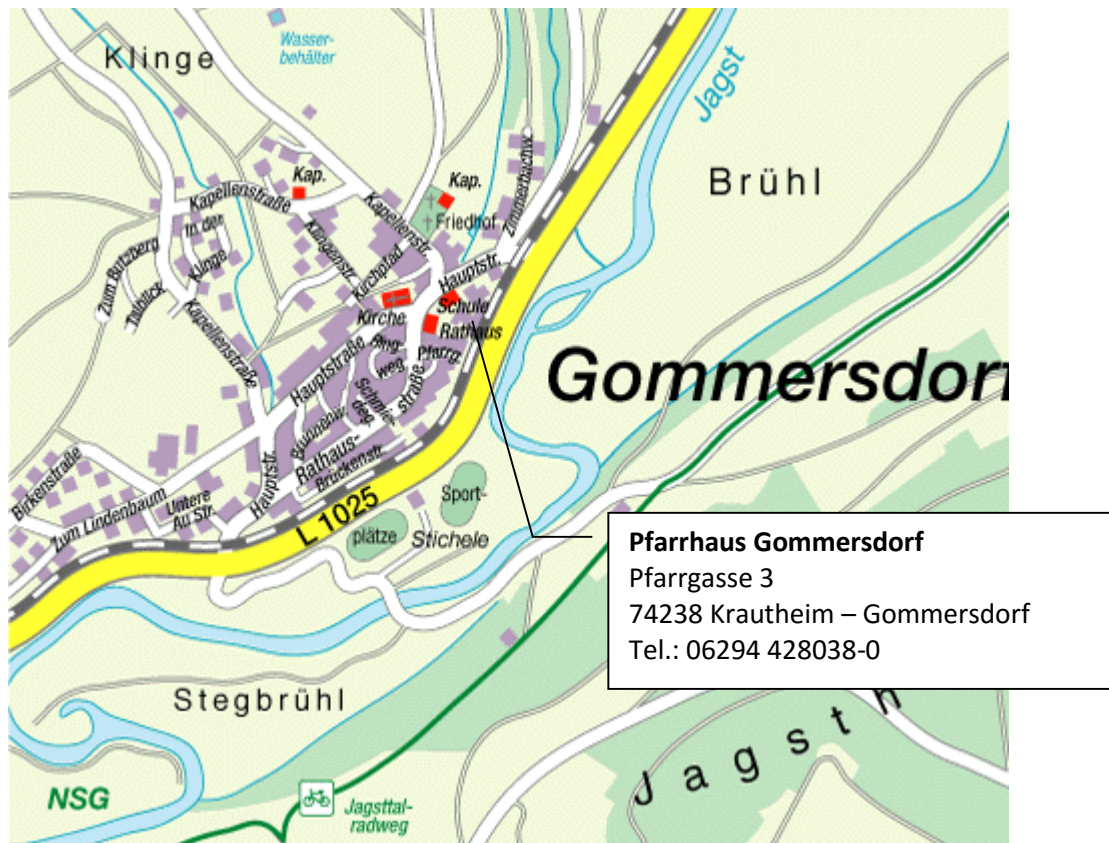 Klinge
Wasser-
behälter
Jagst
Brühl
Kap.
Kap.
Kapellenstraße
Kapellenstr.
Friedhof
Zimmerbachw.
In der
Klinge
Klingenstr.
Kirchpfad
Zum Butzberg
Talblick
Kapellenstraße
Hauptstr.
Schule
Kirche
Rathaus
Ring-
weg
Pfarrg.
Hauptstraße
straße
Brunnenw.
Rathaus-
Brückenstr.
Hauptstr.
Gommersdorf
Birkenstraße
Zum Lindenbaum
Untere
Au Str.
L 1025
Sport-
plätze
Stichele
Pfarrhaus Gommersdorf
Pfarrgasse 3
74238 Krautheim – Gommersdorf
Tel.: 06294 428038-0
Stegbrühl
Jagsth
NSG
Jagsttal-
radweg